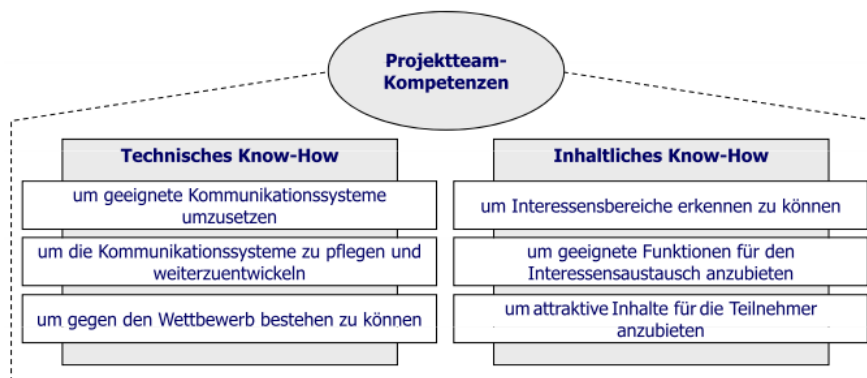 Projektteam-
Kompetenzen
Technisches Know-How
um geeignete Kommunikationssysteme
umzusetzen
um die Kommunikationssysteme zu pflegen und
weiterzuentwickeln
um gegen den Wettbewerb bestehen zu können
Inhaltliches Know-How
um Interessensbereiche erkennen zu können
um geeignete Funktionen für den
Interessensaustausch anzubieten
um attraktive Inhalte für die Teilnehmer
anzubieten